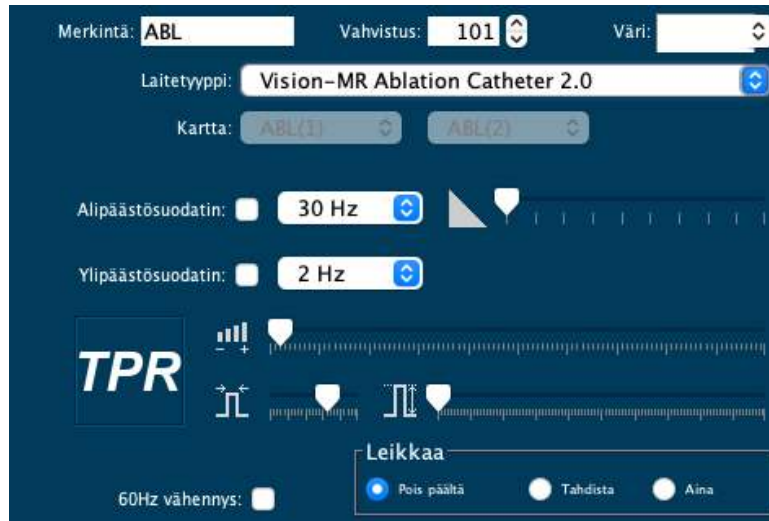 Merkintä: ABL Vahvistus: 101 Väri:
Laitetyyppi: Vision-MR Ablation Catheter 2.0
Kartta: ABL(1) ABL(2)
Alipäästösuodatin: 30 Hz
Ylipäästösuodatin: 2 Hz
- +
TPR
Leikkaa
60Hz vähennys: Pois päältä Tahdista Aina